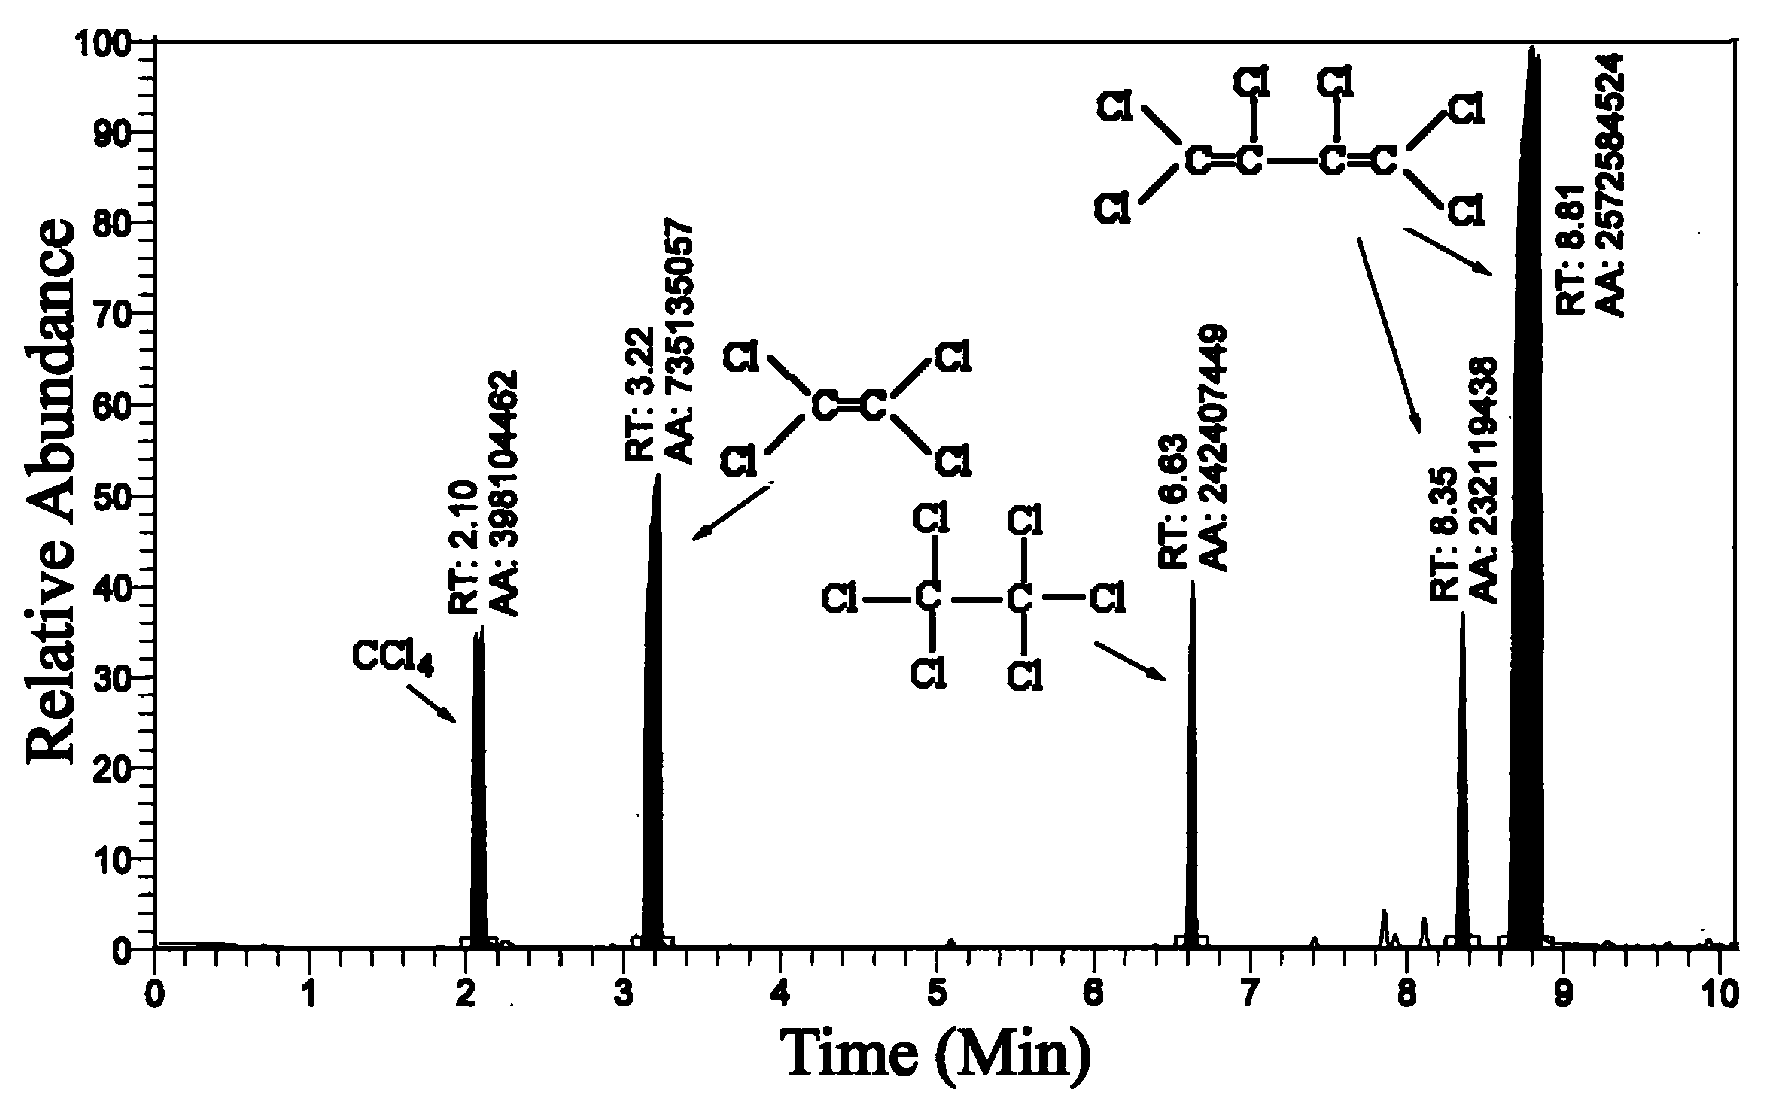 Relative Abundance
100
90
80
70
60
50
40
30
20
10
0
CCl4
RT: 2.10
AA: 398104462
RT: 3.22
AA: 735135057
Cl Cl
C=C
Cl Cl
Cl Cl
Cl C C Cl
Cl Cl
RT: 6.63
AA: 242407449
Cl Cl Cl Cl
C=C—C=C
Cl Cl
RT: 8.35
AA: 232119438
RT: 8.81
AA: 2572584524
0 1 2 3 4 5 6 7 8 9 10
Time (Min)